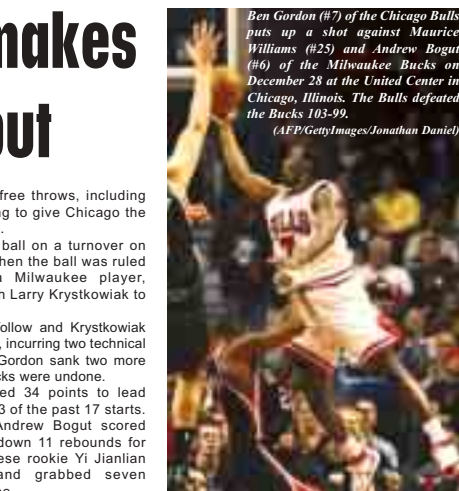 makes
out
free throws, including
ng to give Chicago the
.
ball on a turnover on
hen the ball was ruled
Milwaukee player,
h Larry Krystkowiak to
ollow and Krystkowiak
, incurring two technical
Gordon sank two more
cks were undone.
ed 34 points to lead
3 of the past 17 starts.
Andrew Bogut scored
down 11 rebounds for
ese rookie Yi Jianlian
and grabbed seven
Ben Gordon (#7) of the Chicago Bulls
puts up a shot against Maurice
Williams (#25) and Andrew Bogut
(#6) of the Milwaukee Bucks on
December 28 at the United Center in
Chicago, Illinois. The Bulls defeated
the Bucks 103-99.
(AFP/GettyImages/Jonathan Daniel)
BULLS
7